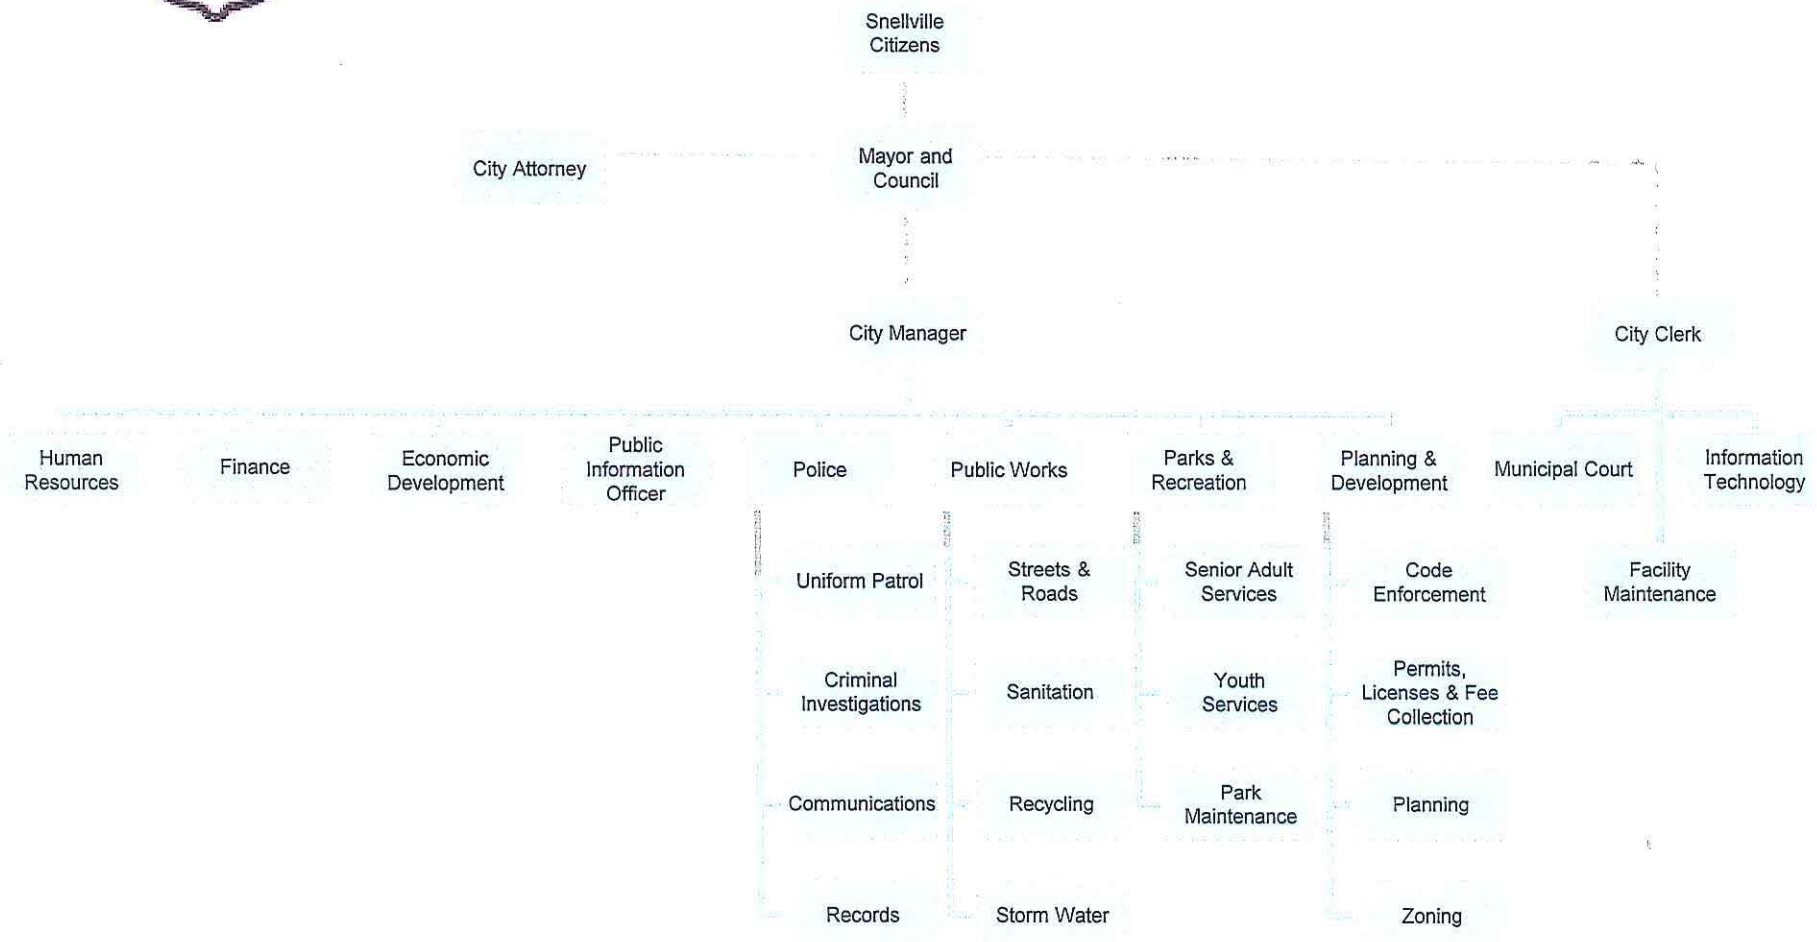 Snellville
Citizens
City Attorney
Mayor and
Council
City Manager
City Clerk
Human
Resources
Finance
Economic
Development
Public
Information
Officer
Police
Public Works
Parks &
Recreation
Planning &
Development
Municipal Court
Information
Technology
Uniform Patrol
Streets &
Roads
Senior Adult
Services
Code
Enforcement
Facility
Maintenance
Criminal
Investigations
Sanitation
Youth
Services
Permits,
Licenses & Fee
Collection
Communications
Recycling
Park
Maintenance
Planning
Records
Storm Water
Zoning